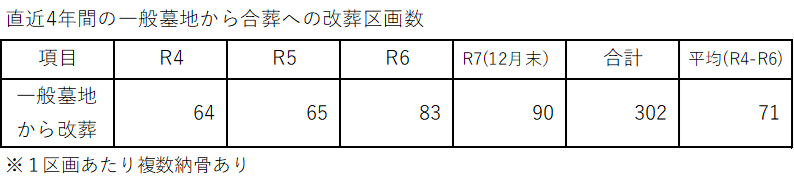 直近4年間の一般墓地から合葬への改葬区画数
項目 R4 R5 R6 R7(12月末) 合計 平均(R4-R6)
一般墓地
から改葬 64 65 83 90 302 71
※１区画あたり複数納骨あり